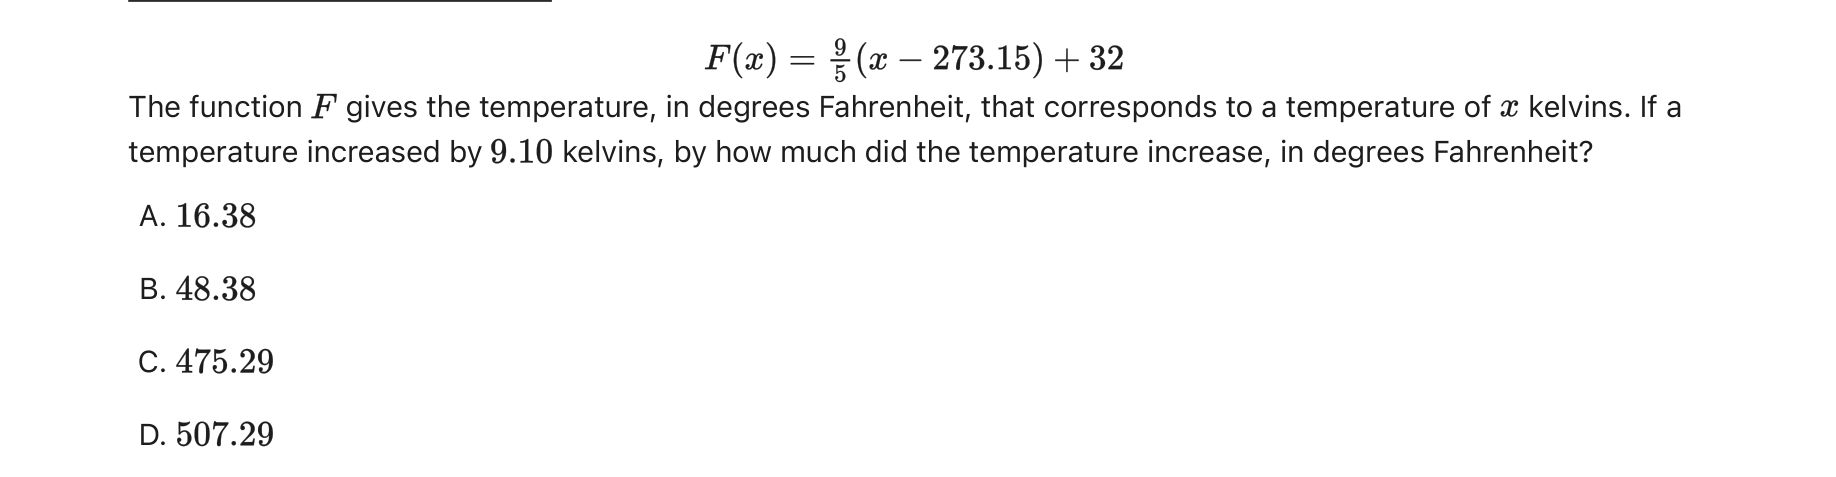 F(x) = 9/5(x − 273.15) + 32
The function F gives the temperature, in degrees Fahrenheit, that corresponds to a temperature of x kelvins. If a
temperature increased by 9.10 kelvins, by how much did the temperature increase, in degrees Fahrenheit?
A. 16.38
B. 48.38
C. 475.29
D. 507.29